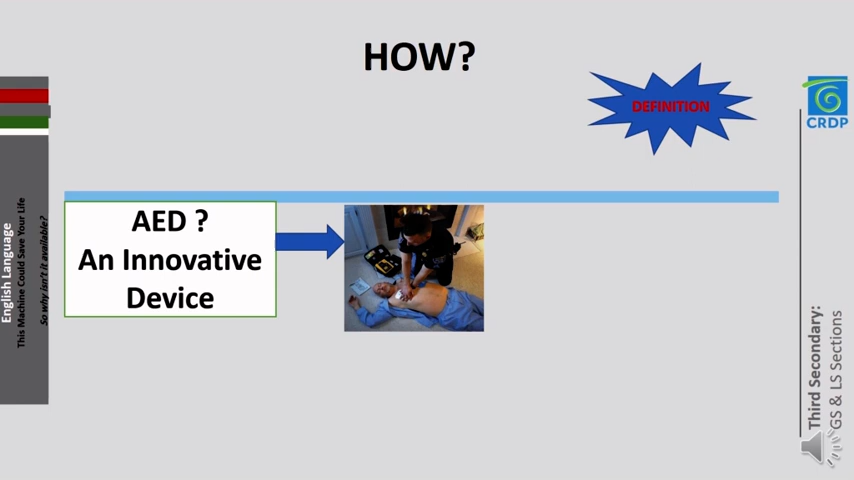 HOW?
DEFINITION
CRDP
AED ?
An Innovative
Device
English Language
This Machine Could Save Your Life
So why isn't it available?
Third Secondary:
GS & LS Sections